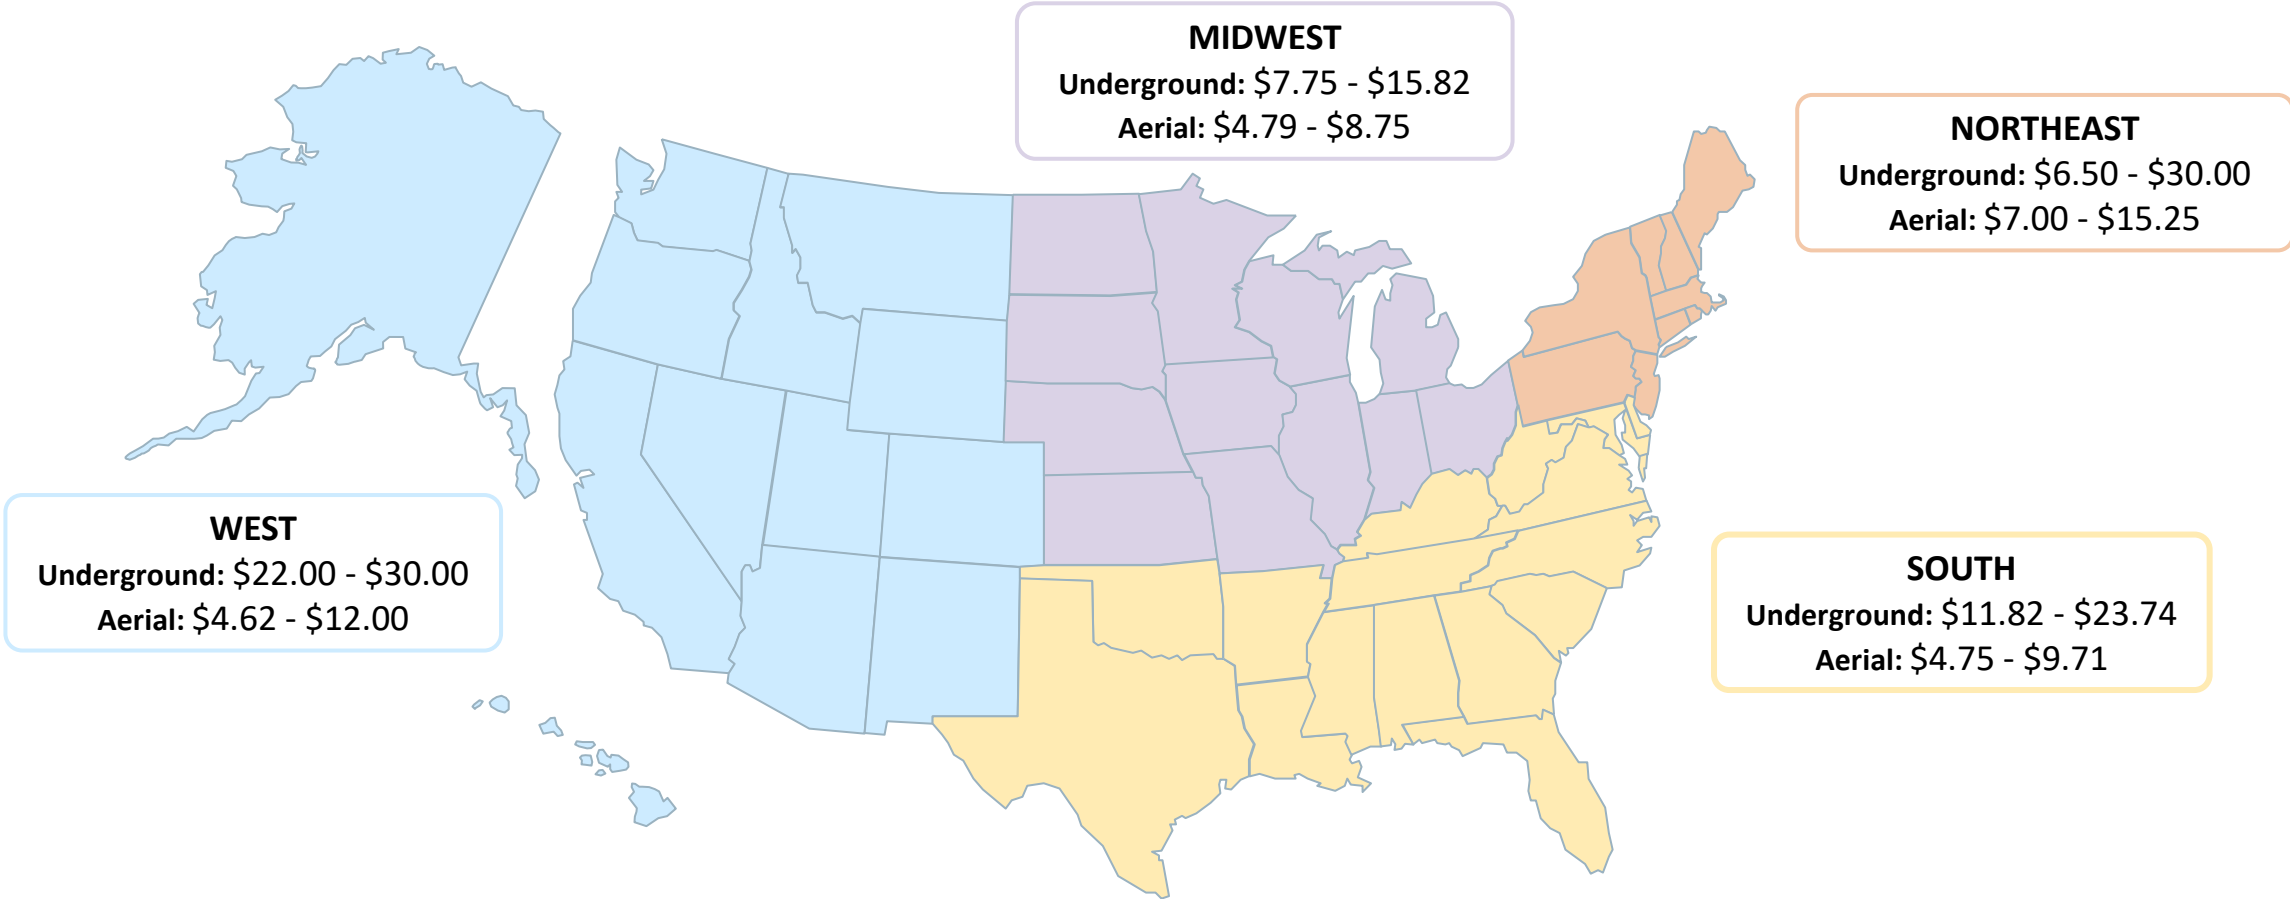 MIDWEST
Underground: $7.75 - $15.82
Aerial: $4.79 - $8.75
NORTHEAST
Underground: $6.50 - $30.00
Aerial: $7.00 - $15.25
WEST
Underground: $22.00 - $30.00
Aerial: $4.62 - $12.00
SOUTH
Underground: $11.82 - $23.74
Aerial: $4.75 - $9.71